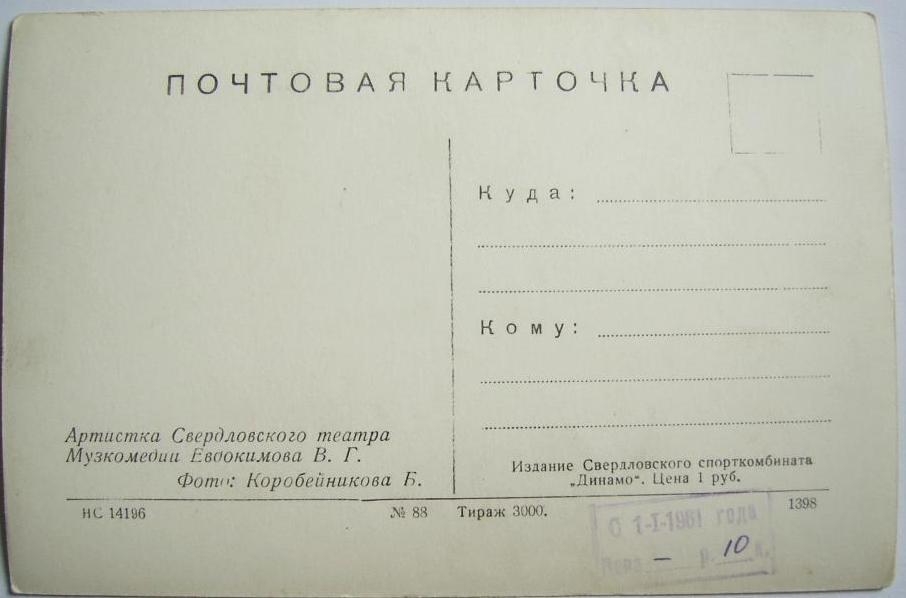 ПОЧТОВАЯ КАРТОЧКА
Куда:
Кому:
Артистка Свердловского театра
Музкомедии Евдокимова В. Г.
Фото: Коробейникова Б.
Издание Свердловского спорткомбината
„Динамо“. Цена 1 руб.
НС 14196
№ 88
Тираж 3000.
1398
С 1-I-1961 года
Цена — р. 10 к.